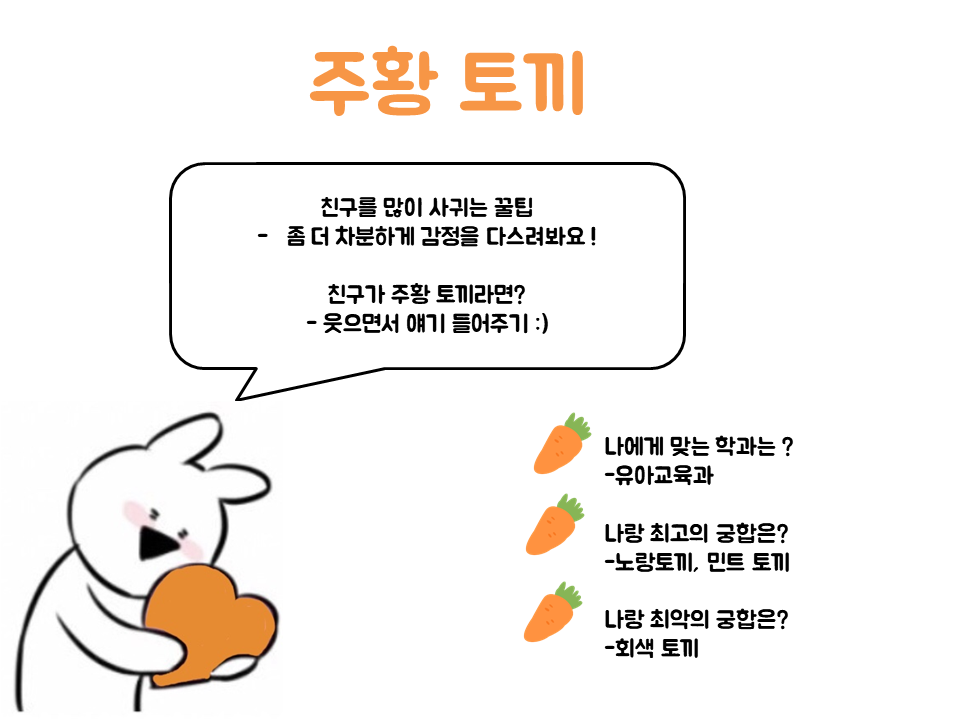 주황 토끼
친구를 많이 사귀는 꿀팁
- 좀 더 차분하게 감정을 다스려봐요 !
친구가 주황 토끼라면?
- 웃으면서 얘기 들어주기 :)
나에게 맞는 학과는 ?
-유아교육과
나랑 최고의 궁합은?
-노랑토끼, 민트 토끼
나랑 최악의 궁합은?
-회색 토끼